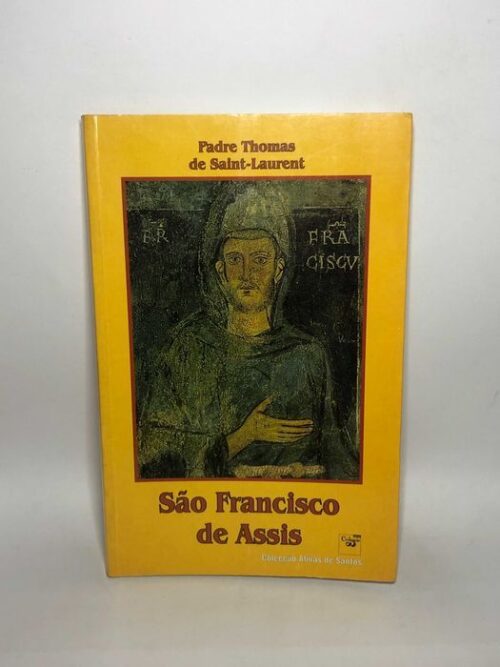 Padre Thomas
de Saint-Laurent
FR FRA
CISCV
São Francisco
de Assis